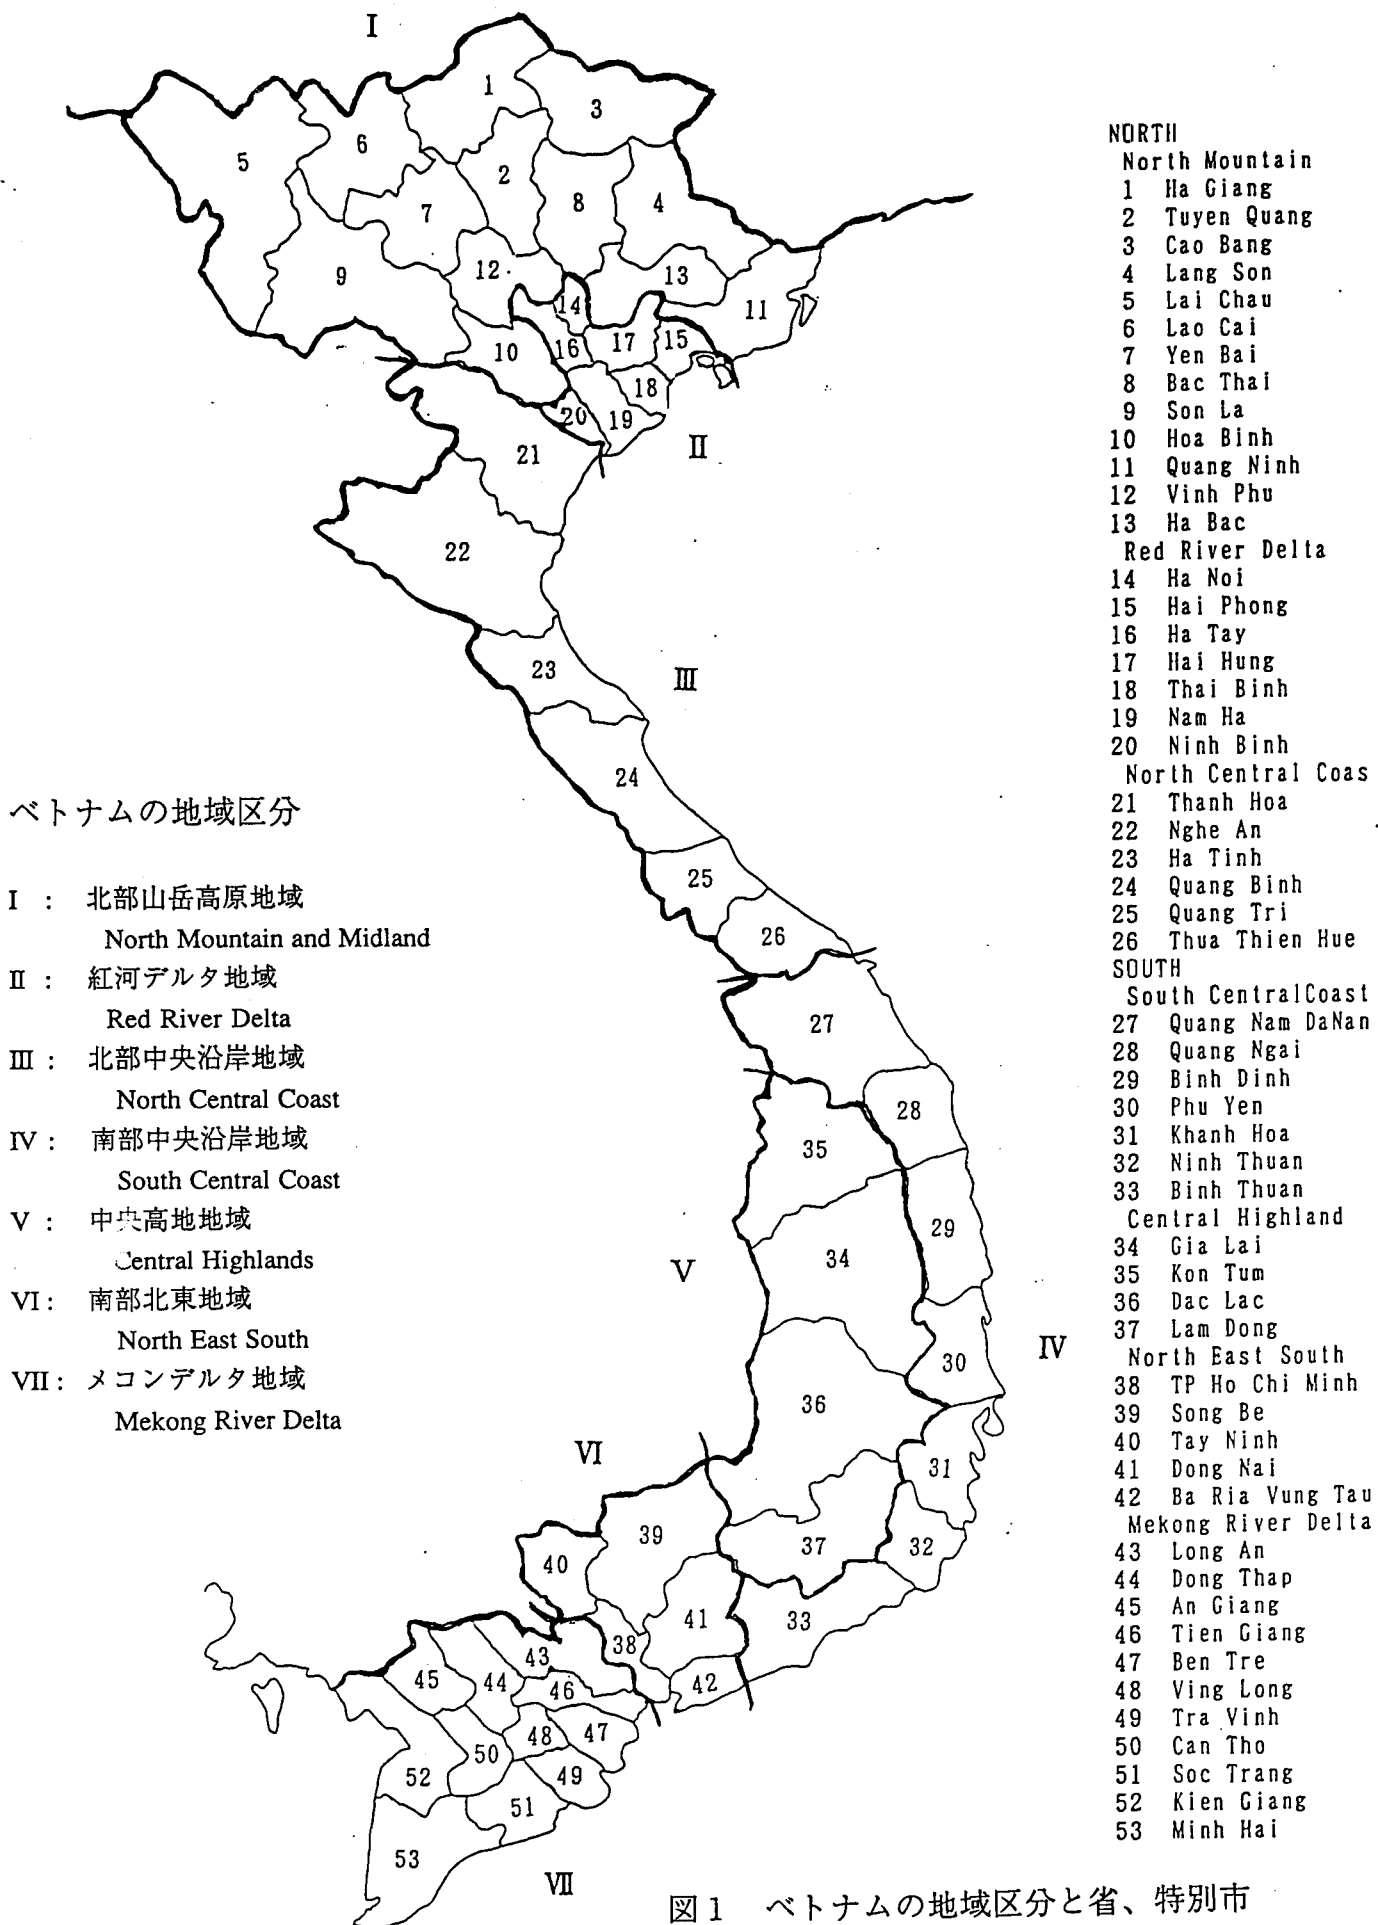 I
1
3
5
6
2
7
8
4
9
12
13
14
11
10
16
17
15
18
20
19
21
II
22
23
III
24
25
26
27
28
35
29
34
V
30
IV
36
VI
31
39
37
32
40
41
33
38
43
45
44
46
42
48
47
50
49
52
51
53
VII
ベトナムの地域区分
I : 北部山岳高原地域
North Mountain and Midland
II : 紅河デルタ地域
Red River Delta
III : 北部中央沿岸地域
North Central Coast
IV : 南部中央沿岸地域
South Central Coast
V : 中央高地地域
Central Highlands
VI : 南部北東地域
North East South
VII : メコンデルタ地域
Mekong River Delta
NORTH
North Mountain
1 Ha Giang
2 Tuyen Quang
3 Cao Bang
4 Lang Son
5 Lai Chau
6 Lao Cai
7 Yen Bai
8 Bac Thai
9 Son La
10 Hoa Binh
11 Quang Ninh
12 Vinh Phu
13 Ha Bac
Red River Delta
14 Ha Noi
15 Hai Phong
16 Ha Tay
17 Hai Hung
18 Thai Binh
19 Nam Ha
20 Ninh Binh
North Central Coas
21 Thanh Hoa
22 Nghe An
23 Ha Tinh
24 Quang Binh
25 Quang Tri
26 Thua Thien Hue
SOUTH
South CentralCoast
27 Quang Nam DaNan
28 Quang Ngai
29 Binh Dinh
30 Phu Yen
31 Khanh Hoa
32 Ninh Thuan
33 Binh Thuan
Central Highland
34 Gia Lai
35 Kon Tum
36 Dac Lac
37 Lam Dong
North East South
38 TP Ho Chi Minh
39 Song Be
40 Tay Ninh
41 Dong Nai
42 Ba Ria Vung Tau
Mekong River Delta
43 Long An
44 Dong Thap
45 An Giang
46 Tien Giang
47 Ben Tre
48 Ving Long
49 Tra Vinh
50 Can Tho
51 Soc Trang
52 Kien Giang
53 Minh Hai
図1 ベトナムの地域区分と省、特別市